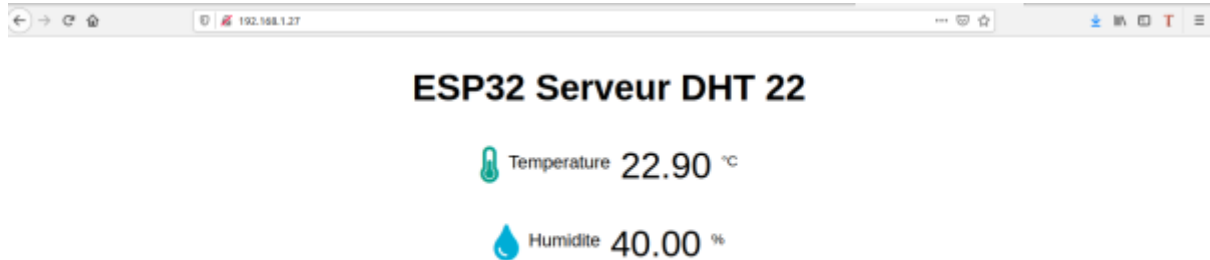 192.168.1.27
ESP32 Serveur DHT 22
Temperature 22.90 °C
Humidite 40.00 %